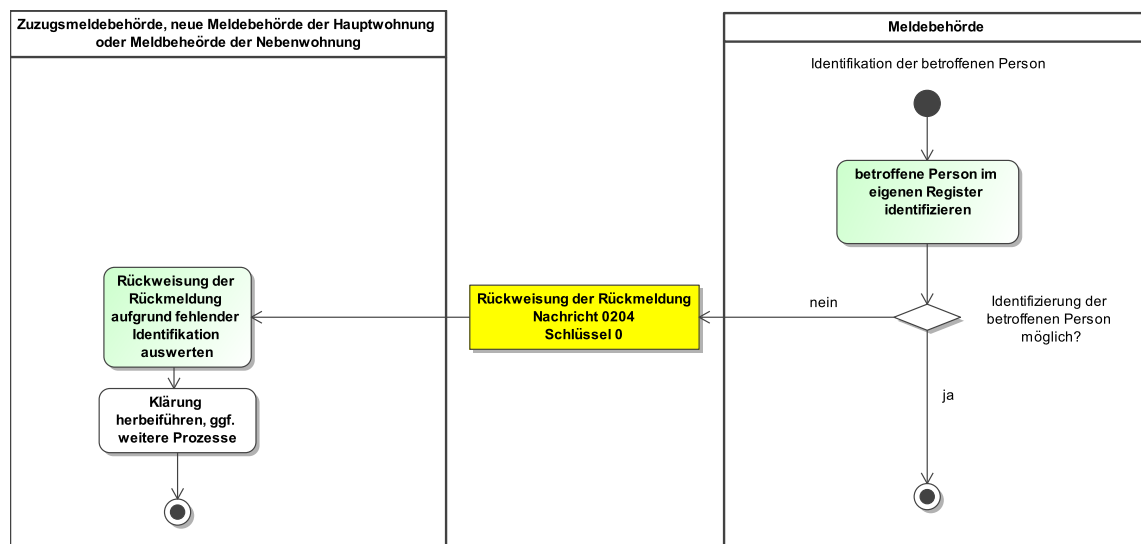 Zuzugsmeldebehörde, neue Meldebehörde der Hauptwohnung
oder Meldbeheörde der Nebenwohnung
Meldebehörde
Identifikation der betroffenen Person
betroffene Person im
eigenen Register
identifizieren
Rückweisung der
Rückmeldung
aufgrund fehlender
Identifikation
auswerten
Rückweisung der Rückmeldung
Nachricht 0204
Schlüssel 0
nein
Identifizierung der
betroffenen Person
möglich?
ja
Klärung
herbeiführen, ggf.
weitere Prozesse